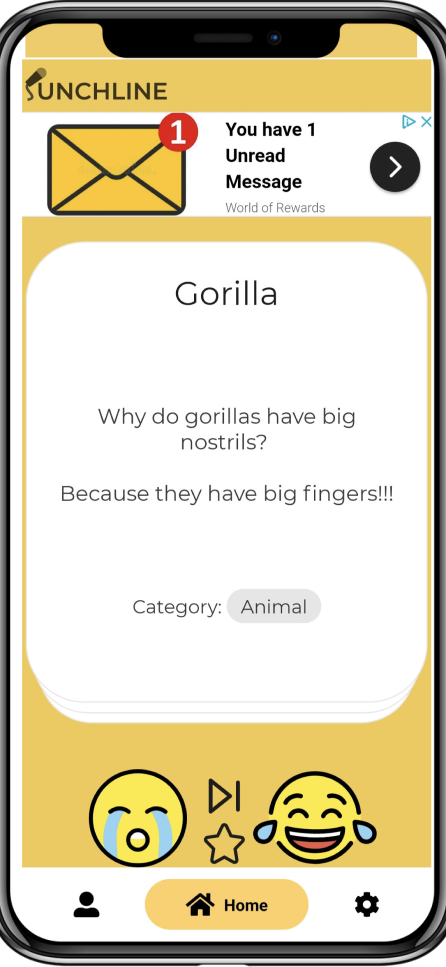 PUNCHLINE
1
You have 1
Unread
Message
World of Rewards
Gorilla
Why do gorillas have big
nostrils?
Because they have big fingers!!!
Category: Animal
Home